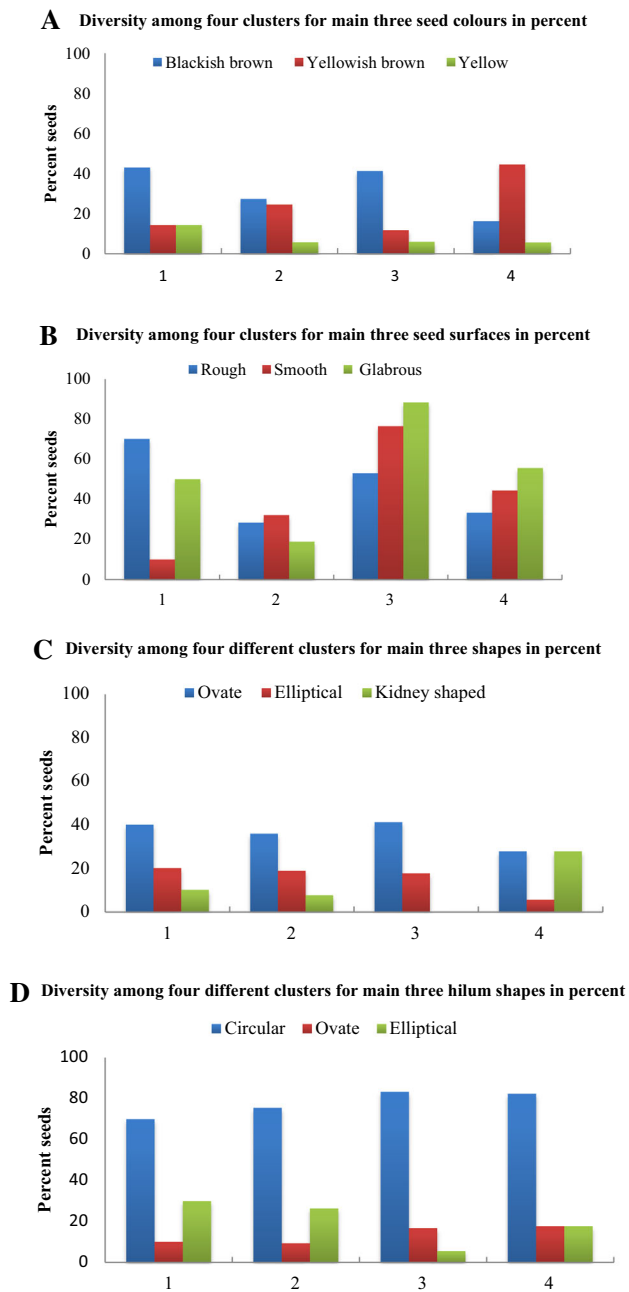 A Diversity among four clusters for main three seed colours in percent
Blackish brown Yellowish brown Yellow
Percent seeds
100
80
60
40
20
0
1 2 3 4
B Diversity among four clusters for main three seed surfaces in percent
Rough Smooth Glabrous
Percent seeds
100
80
60
40
20
0
1 2 3 4
C Diversity among four different clusters for main three shapes in percent
Ovate Elliptical Kidney shaped
Percent seeds
100
80
60
40
20
0
1 2 3 4
D Diversity among four different clusters for main three hilum shapes in percent
Circular Ovate Elliptical
Percent seeds
100
80
60
40
20
0
1 2 3 4